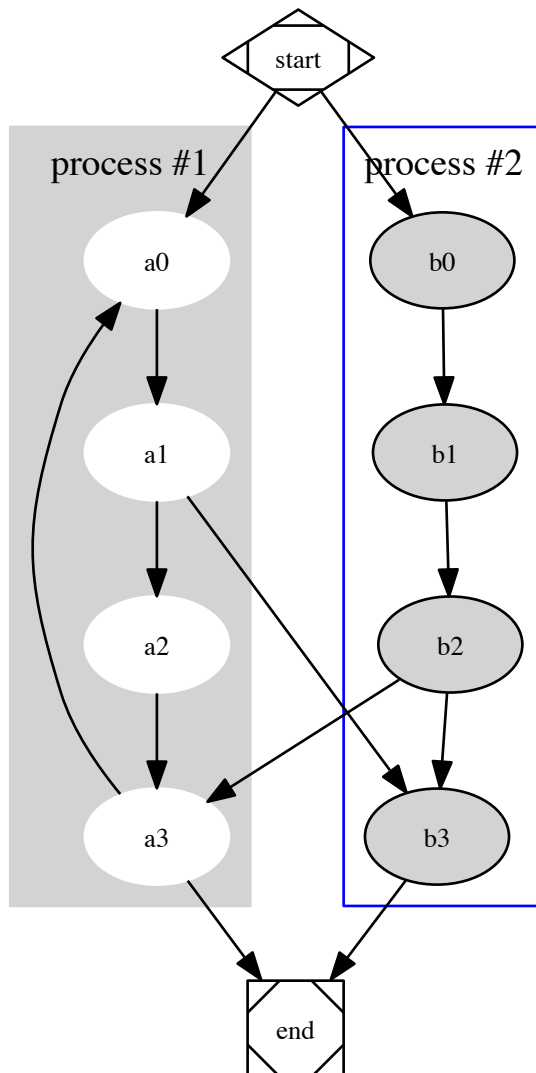 start
process #1
process #2
a0
b0
a1
b1
a2
b2
a3
b3
end